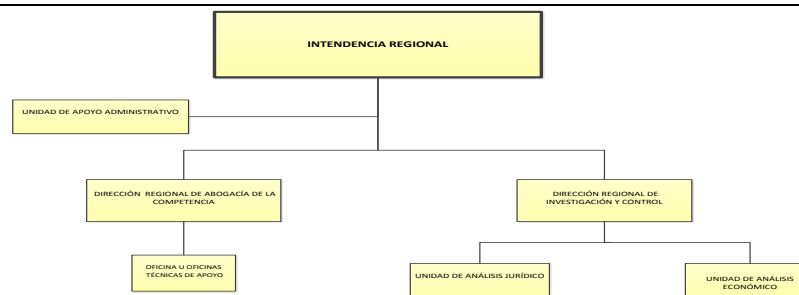 INTENDENCIA REGIONAL
UNIDAD DE APOYO ADMINISTRATIVO
DIRECCIÓN REGIONAL DE ABOGACÍA DE LA
COMPETENCIA
DIRECCIÓN REGIONAL DE
INVESTIGACIÓN Y CONTROL
OFICINA U OFICINAS
TÉCNICAS DE APOYO
UNIDAD DE ANÁLISIS JURÍDICO
UNIDAD DE ANÁLISIS
ECONÓMICO